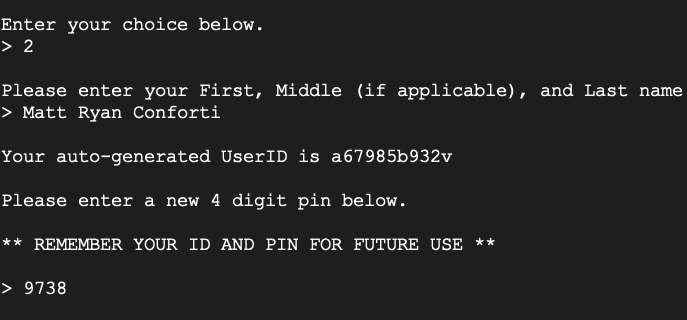 Enter your choice below.
> 2
Please enter your First, Middle (if applicable), and Last name
> Matt Ryan Conforti
Your auto-generated UserID is a67985b932v
Please enter a new 4 digit pin below.
** REMEMBER YOUR ID AND PIN FOR FUTURE USE **
> 9738